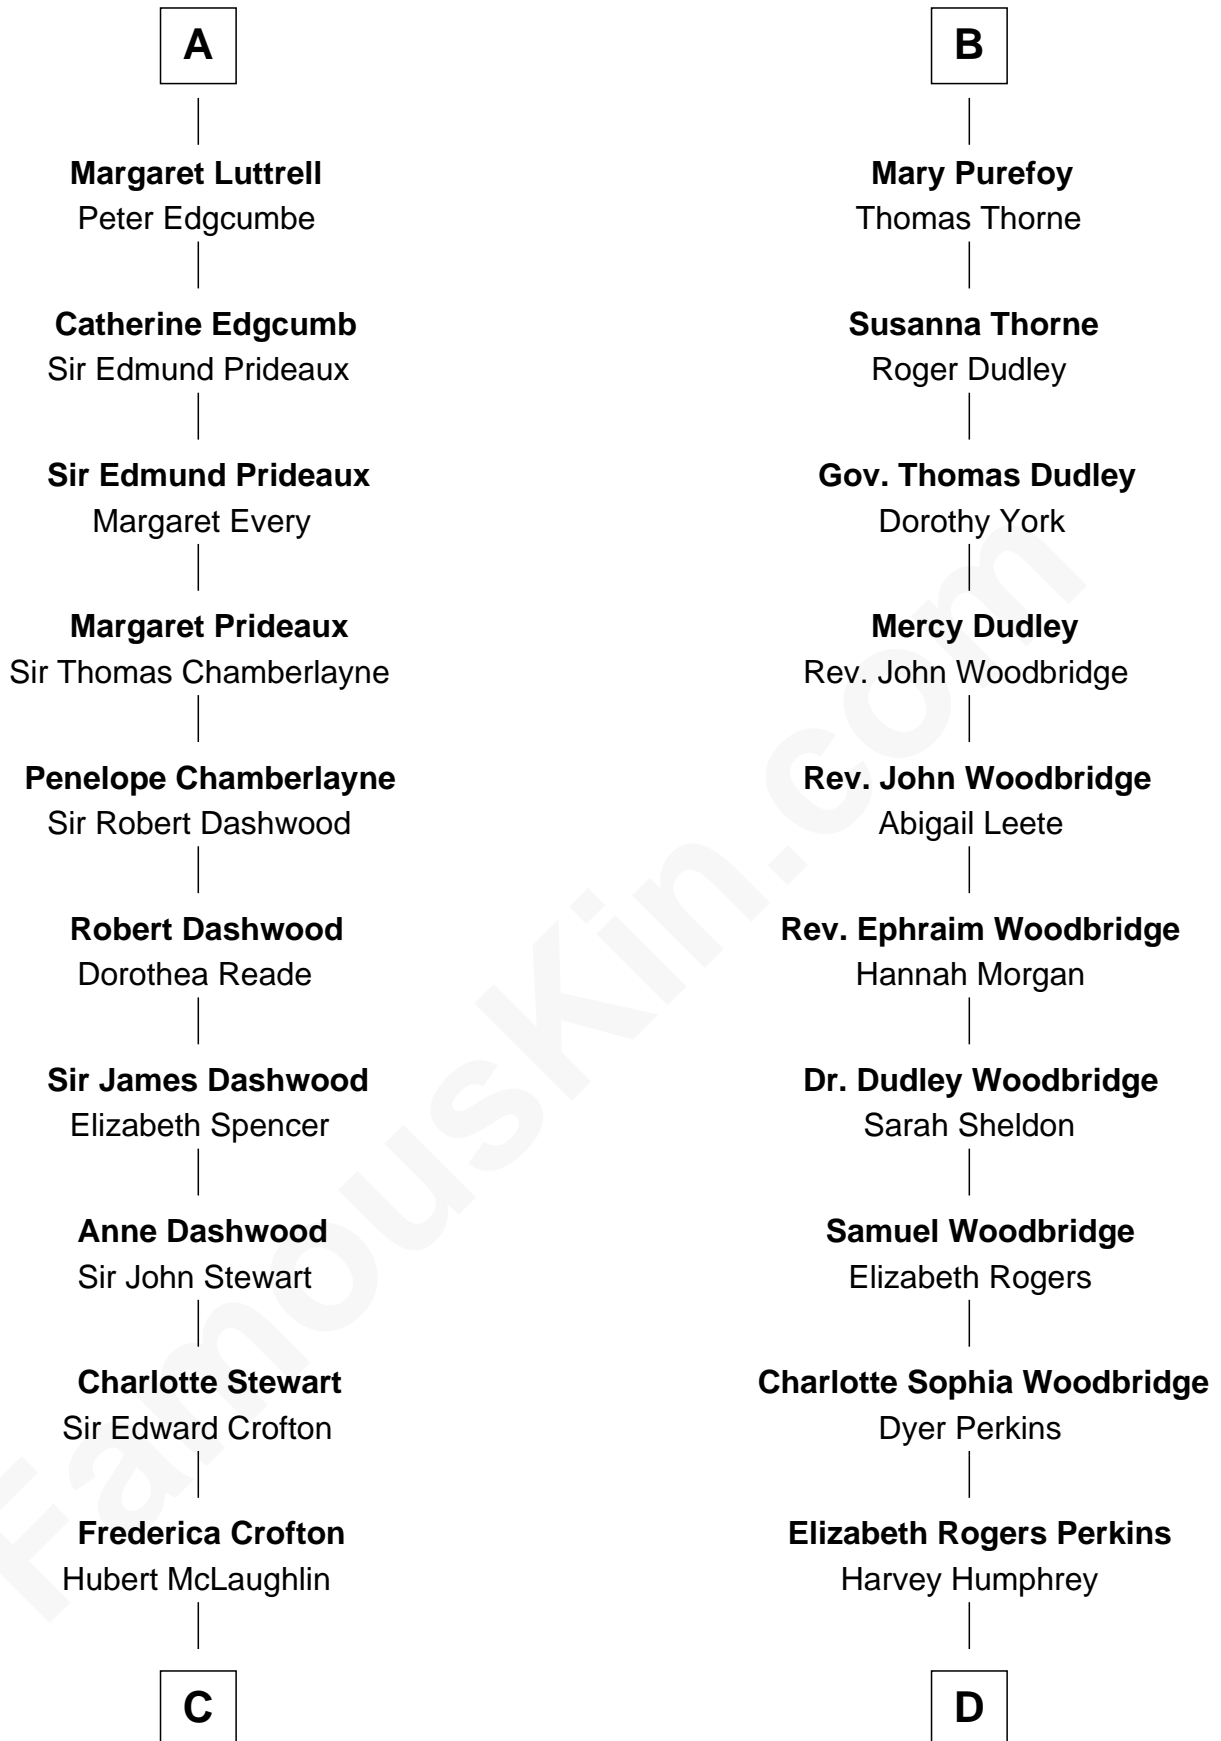 A
Margaret Luttrell
Peter Edgcumbe
Catherine Edgcumb
Sir Edmund Prideaux
Sir Edmund Prideaux
Margaret Every
Margaret Prideaux
Sir Thomas Chamberlayne
Penelope Chamberlayne
Sir Robert Dashwood
Robert Dashwood
Dorothea Reade
Sir James Dashwood
Elizabeth Spencer
Anne Dashwood
Sir John Stewart
Charlotte Stewart
Sir Edward Crofton
Frederica Crofton
Hubert McLaughlin
C
B
Mary Purefoy
Thomas Thorne
Susanna Thorne
Roger Dudley
Gov. Thomas Dudley
Dorothy York
Mercy Dudley
Rev. John Woodbridge
Rev. John Woodbridge
Abigail Leete
Rev. Ephraim Woodbridge
Hannah Morgan
Dr. Dudley Woodbridge
Sarah Sheldon
Samuel Woodbridge
Elizabeth Rogers
Charlotte Sophia Woodbridge
Dyer Perkins
Elizabeth Rogers Perkins
Harvey Humphrey
D
FamousKin.com